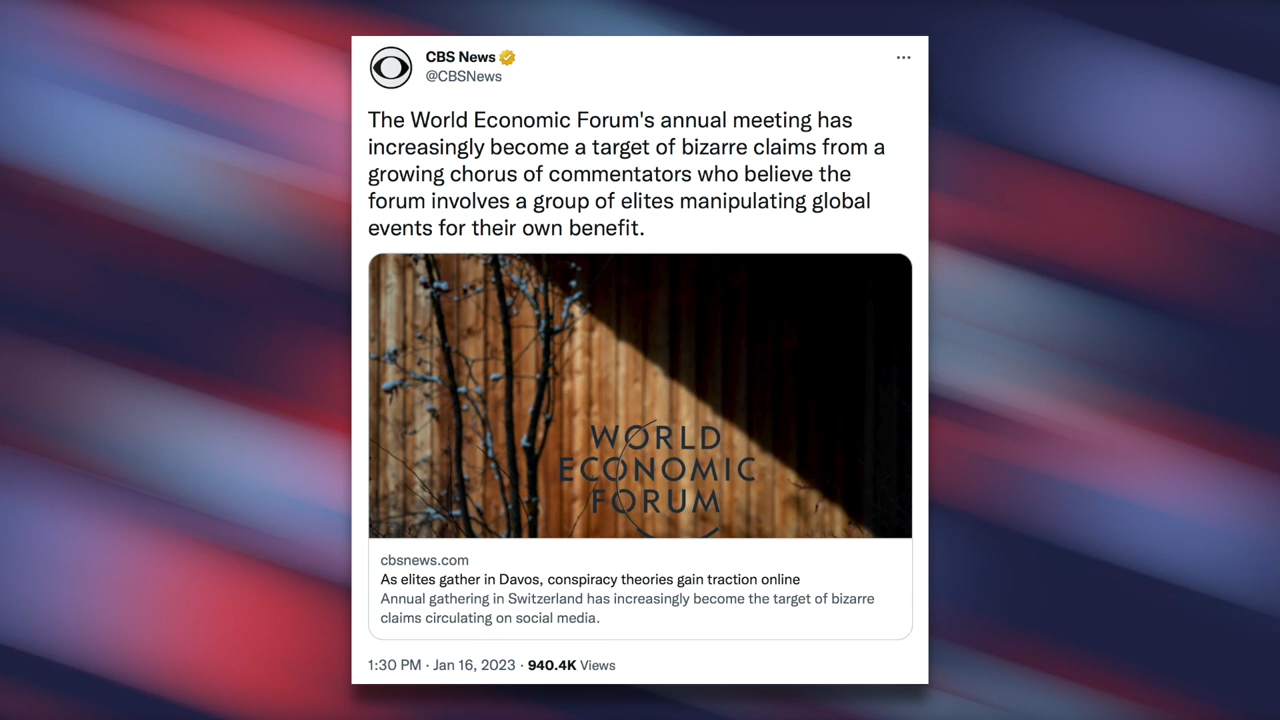 CBS News
@CBSNews
The World Economic Forum's annual meeting has
increasingly become a target of bizarre claims from a
growing chorus of commentators who believe the
forum involves a group of elites manipulating global
events for their own benefit.
WORLD
ECONOMIC
FORUM
cbsnews.com
As elites gather in Davos, conspiracy theories gain traction online
Annual gathering in Switzerland has increasingly become the target of bizarre
claims circulating on social media.
1:30 PM · Jan 16, 2023 · 940.4K Views